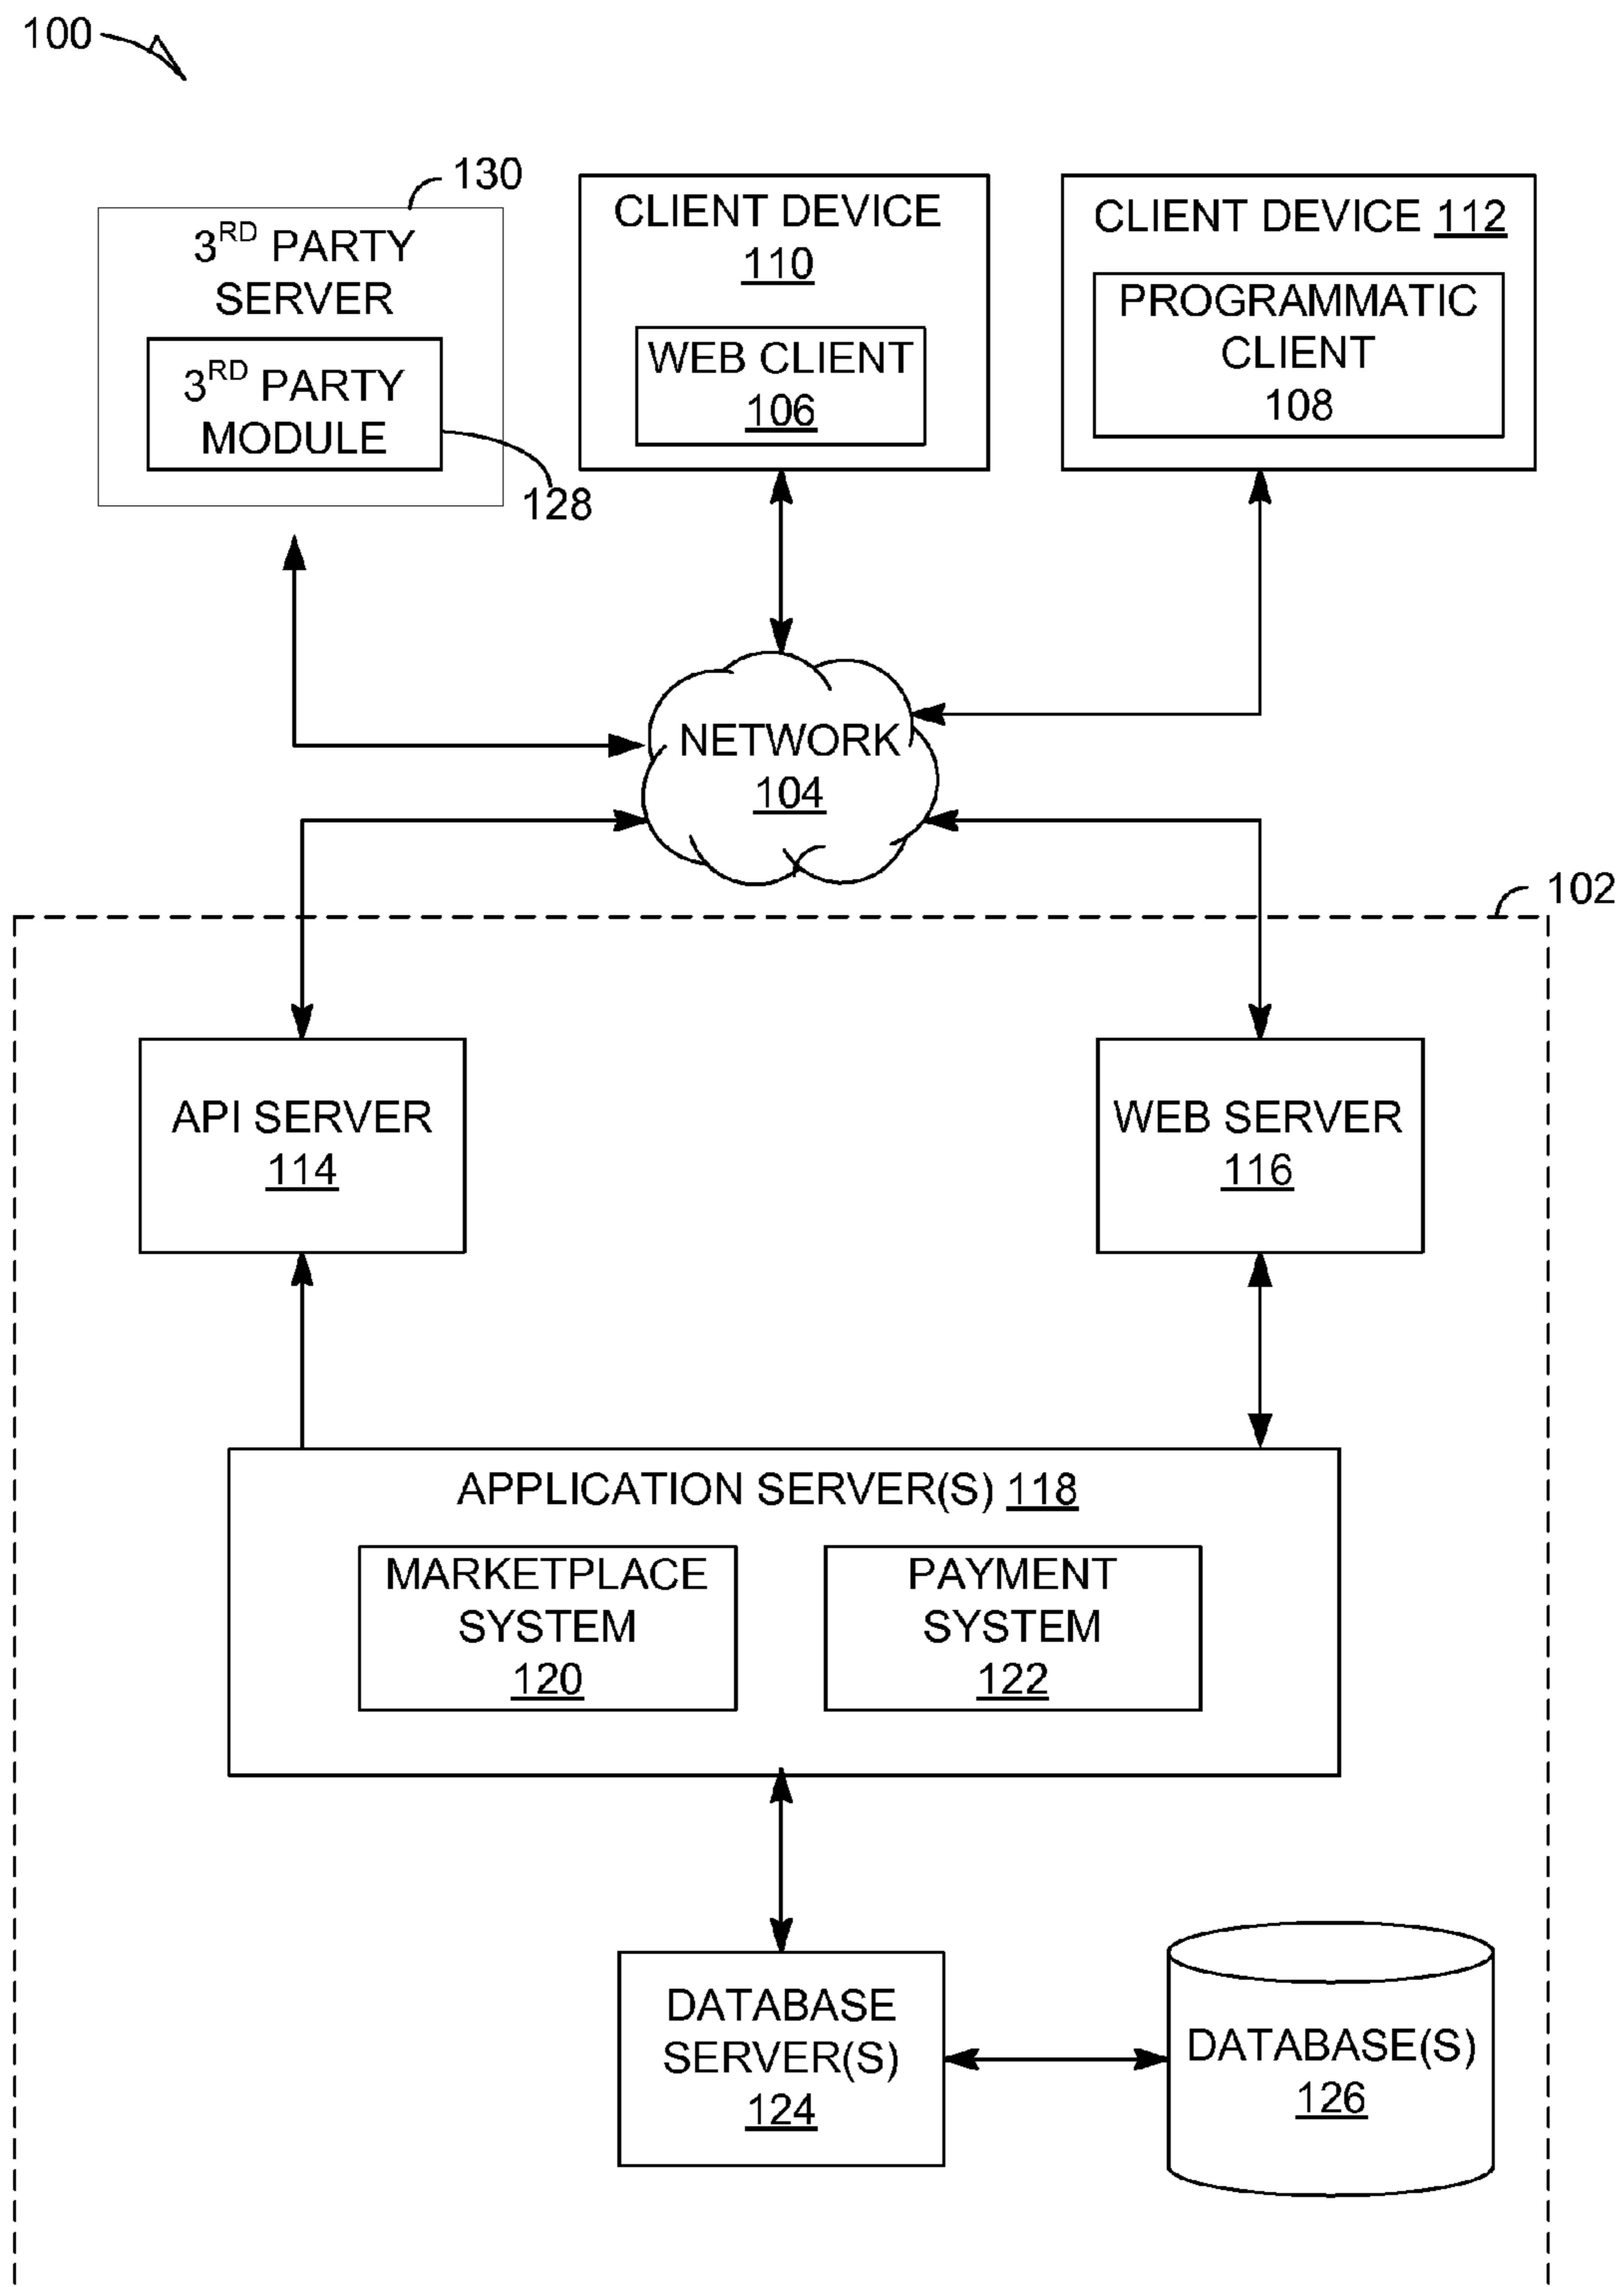 100
130
3RD PARTY
SERVER
3RD PARTY
MODULE
128
CLIENT DEVICE
110
WEB CLIENT
106
CLIENT DEVICE 112
PROGRAMMATIC
CLIENT
108
NETWORK
104
102
API SERVER
114
WEB SERVER
116
APPLICATION SERVER(S) 118
MARKETPLACE
SYSTEM
120
PAYMENT
SYSTEM
122
DATABASE
SERVER(S)
124
DATABASE(S)
126